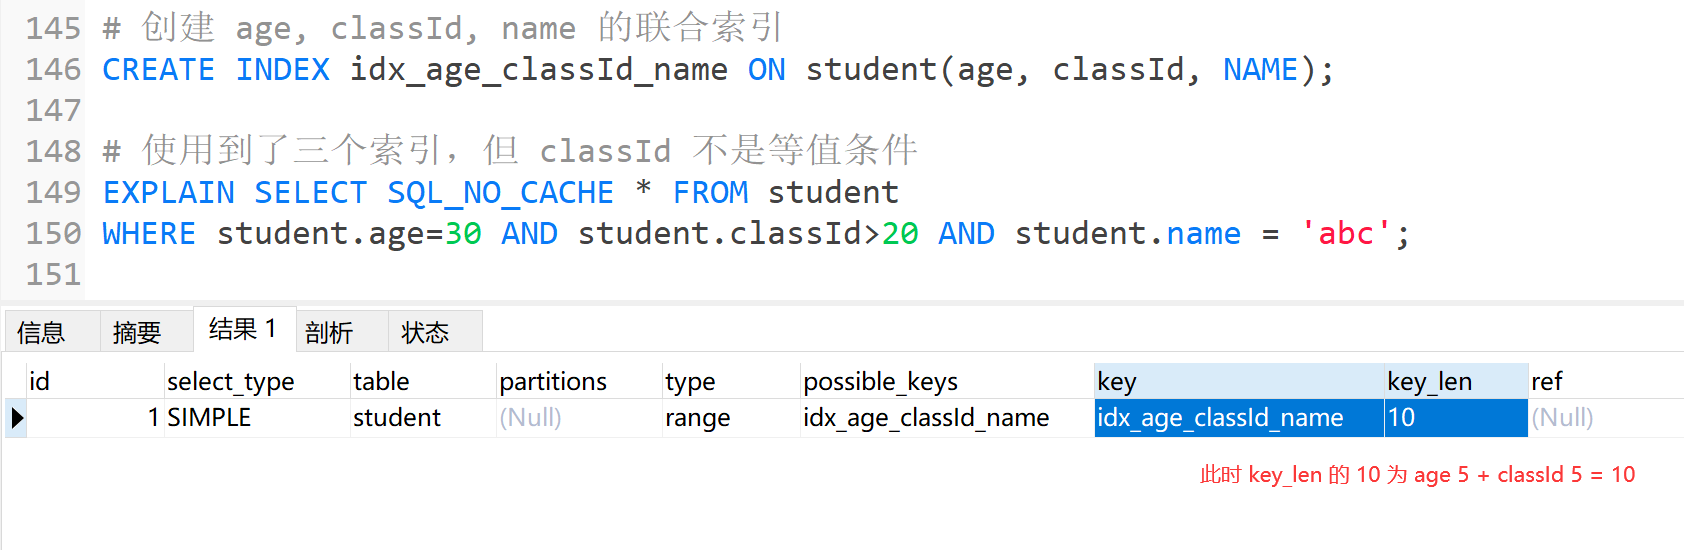 145 # 创建 age, classId, name 的联合索引
146 CREATE INDEX idx_age_classId_name ON student(age, classId, NAME);
147
148 # 使用到了三个索引，但 classId 不是等值条件
149 EXPLAIN SELECT SQL_NO_CACHE * FROM student
150 WHERE student.age=30 AND student.classId>20 AND student.name = 'abc';
151
信息 摘要 结果 1 剖析 状态
id select_type table partitions type possible_keys key key_len ref
1 SIMPLE student (Null) range idx_age_classId_name idx_age_classId_name 10 (Null)
此时 key_len 的 10 为 age 5 + classId 5 = 10